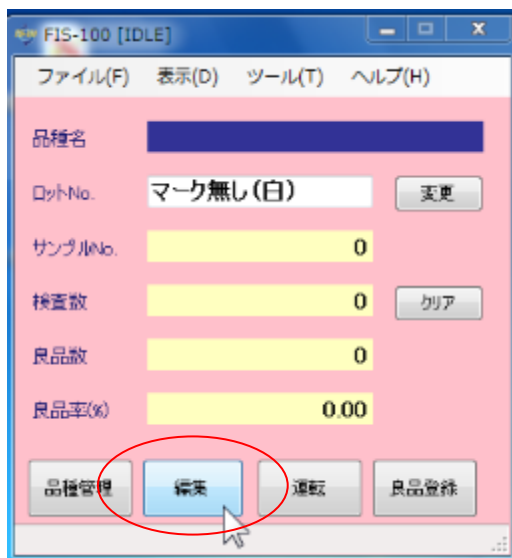 FIS-100 [IDLE]
ファイル(F) 表示(D) ツール(T) ヘルプ(H)
品種名
ロットNo. マーク無し(白) 変更
サンプルNo. 0
検査数 0 クリア
良品数 0
良品率(%) 0.00
品種管理 編集 運転 良品登録